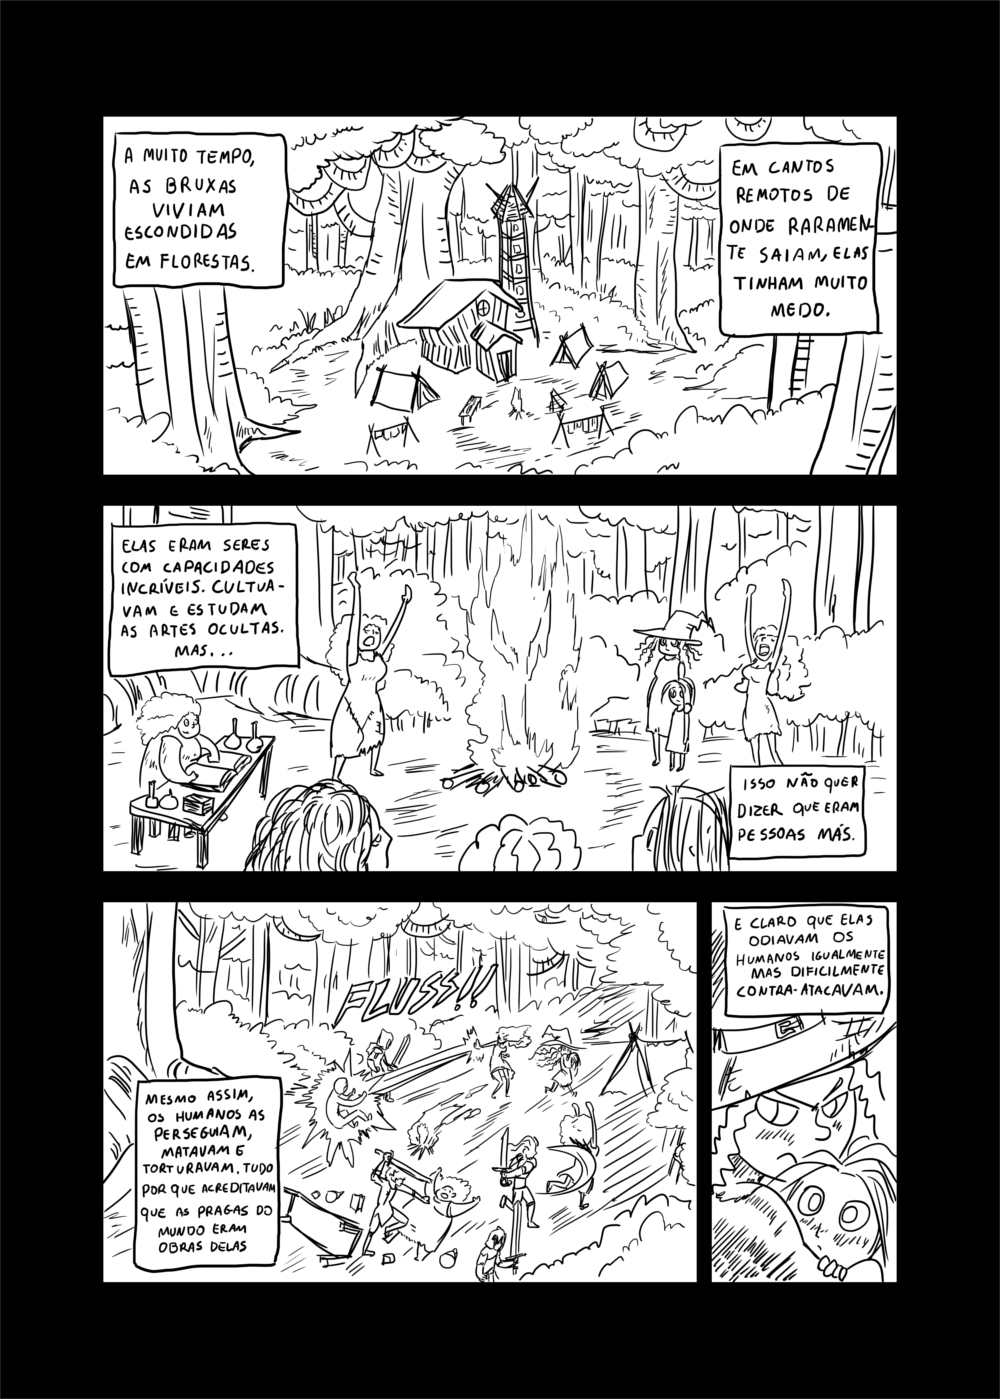 A MUITO TEMPO,
AS BRUXAS
VIVIAM
ESCONDIDAS
EM FLORESTAS.
EM CANTOS
REMOTOS DE
ONDE RARAMEN-
TE SAIAM, ELAS
TINHAM MUITO
MEDO.
ELAS ERAM SERES
COM CAPACIDADES
INCRÍVEIS. CULTUA-
VAM E ESTUDAM
AS ARTES OCULTAS.
MAS...
ISSO NÃO QUER
DIZER QUE ERAM
PESSOAS MÁS.
FLUSS!!
MESMO ASSIM,
OS HUMANOS AS
PERSEGUIAM,
MATAVAM E
TORTURAVAM. TUDO
POR QUE ACREDITAVAM
QUE AS PRAGAS DO
MUNDO ERAM
OBRAS DELAS
E CLARO QUE ELAS
ODIAVAM OS
HUMANOS IGUALMENTE
MAS DIFICILMENTE
CONTRA-ATACAVAM.